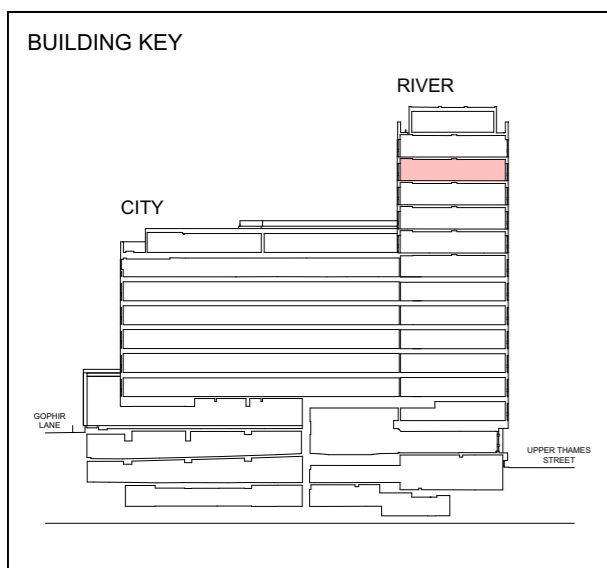 BUILDING KEY
RIVER
CITY
GOPHIR
LANE
UPPER THAMES
STREET